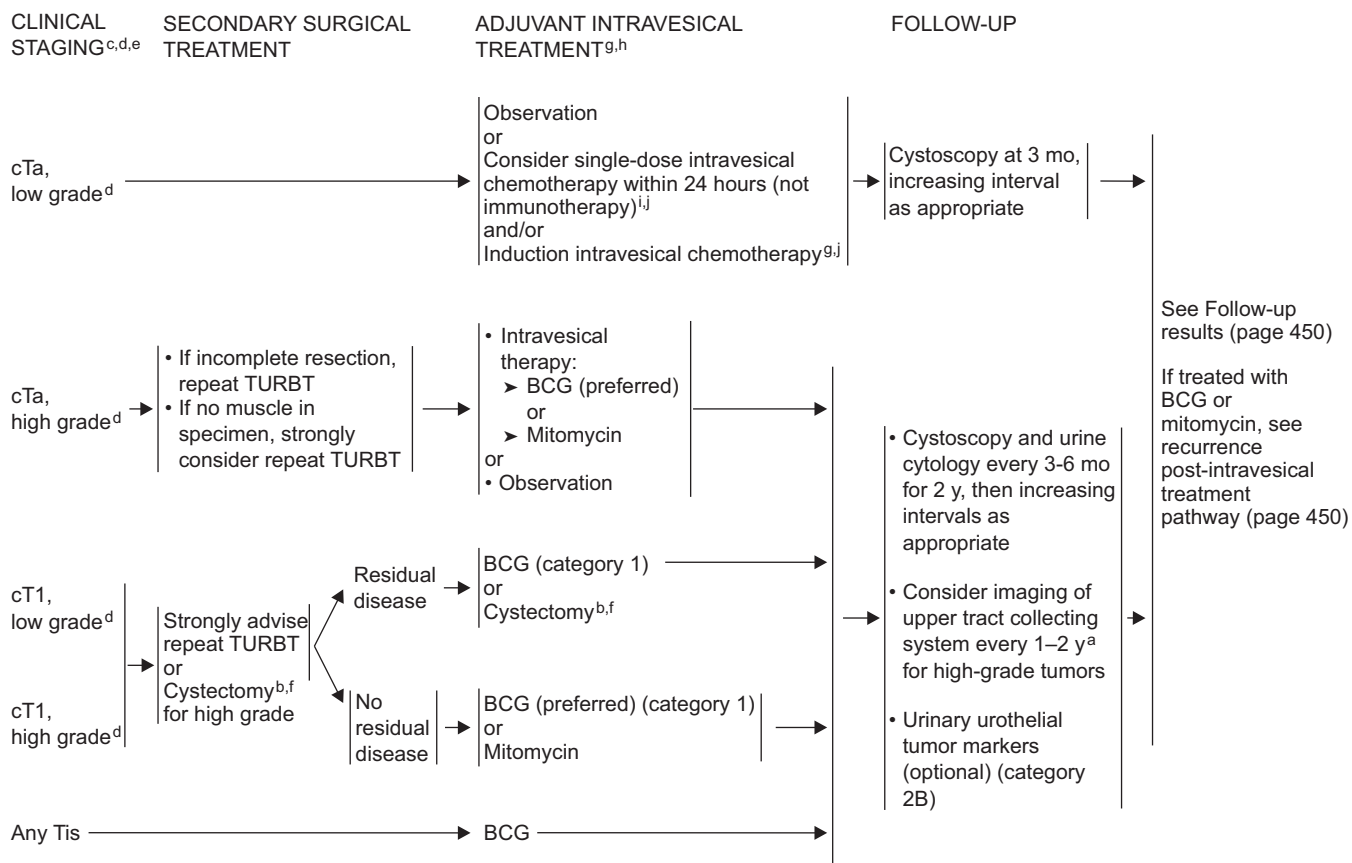 CLINICAL
STAGINGc,d,e
SECONDARY SURGICAL
TREATMENT
ADJUVANT INTRAVESICAL
TREATMENTg,h
FOLLOW-UP
cTa,
low graded
Observation
or
Consider single-dose intravesical
chemotherapy within 24 hours (not
immunotherapy)i,j
and/or
Induction intravesical chemotherapyg,j
Cystoscopy at 3 mo,
increasing interval
as appropriate
cTa,
high graded
• If incomplete resection,
repeat TURBT
• If no muscle in
specimen, strongly
consider repeat TURBT
• Intravesical
therapy:
➤ BCG (preferred)
or
➤ Mitomycin
or
• Observation
cT1,
low graded
cT1,
high graded
Strongly advise
repeat TURBT
or
Cystectomyb,f
for high grade
Residual
disease
BCG (category 1)
or
Cystectomyb,f
No
residual
disease
BCG (preferred) (category 1)
or
Mitomycin
Any Tis
BCG
• Cystoscopy and urine
cytology every 3-6 mo
for 2 y, then increasing
intervals as
appropriate
• Consider imaging of
upper tract collecting
system every 1–2 ya
for high-grade tumors
• Urinary urothelial
tumor markers
(optional) (category
2B)
See Follow-up
results (page 450)
If treated with
BCG or
mitomycin, see
recurrence
post-intravesical
treatment
pathway (page 450)